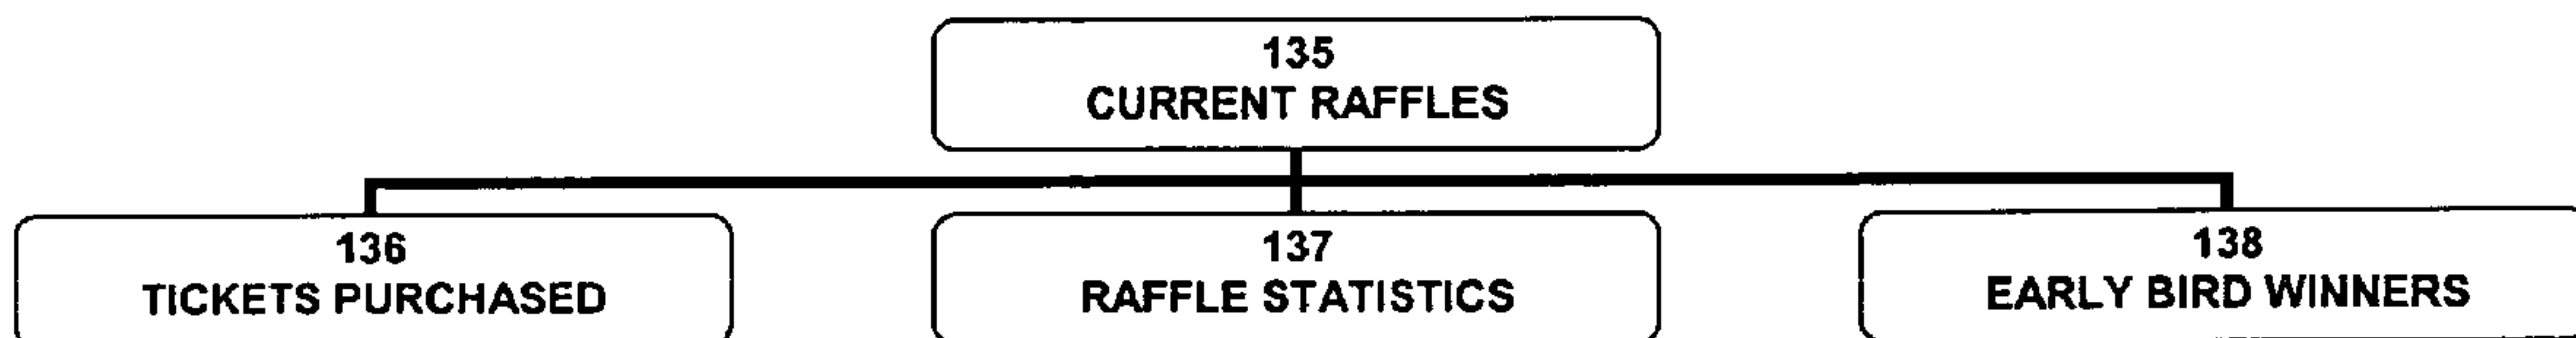 135
CURRENT RAFFLES
136
TICKETS PURCHASED
137
RAFFLE STATISTICS
138
EARLY BIRD WINNERS